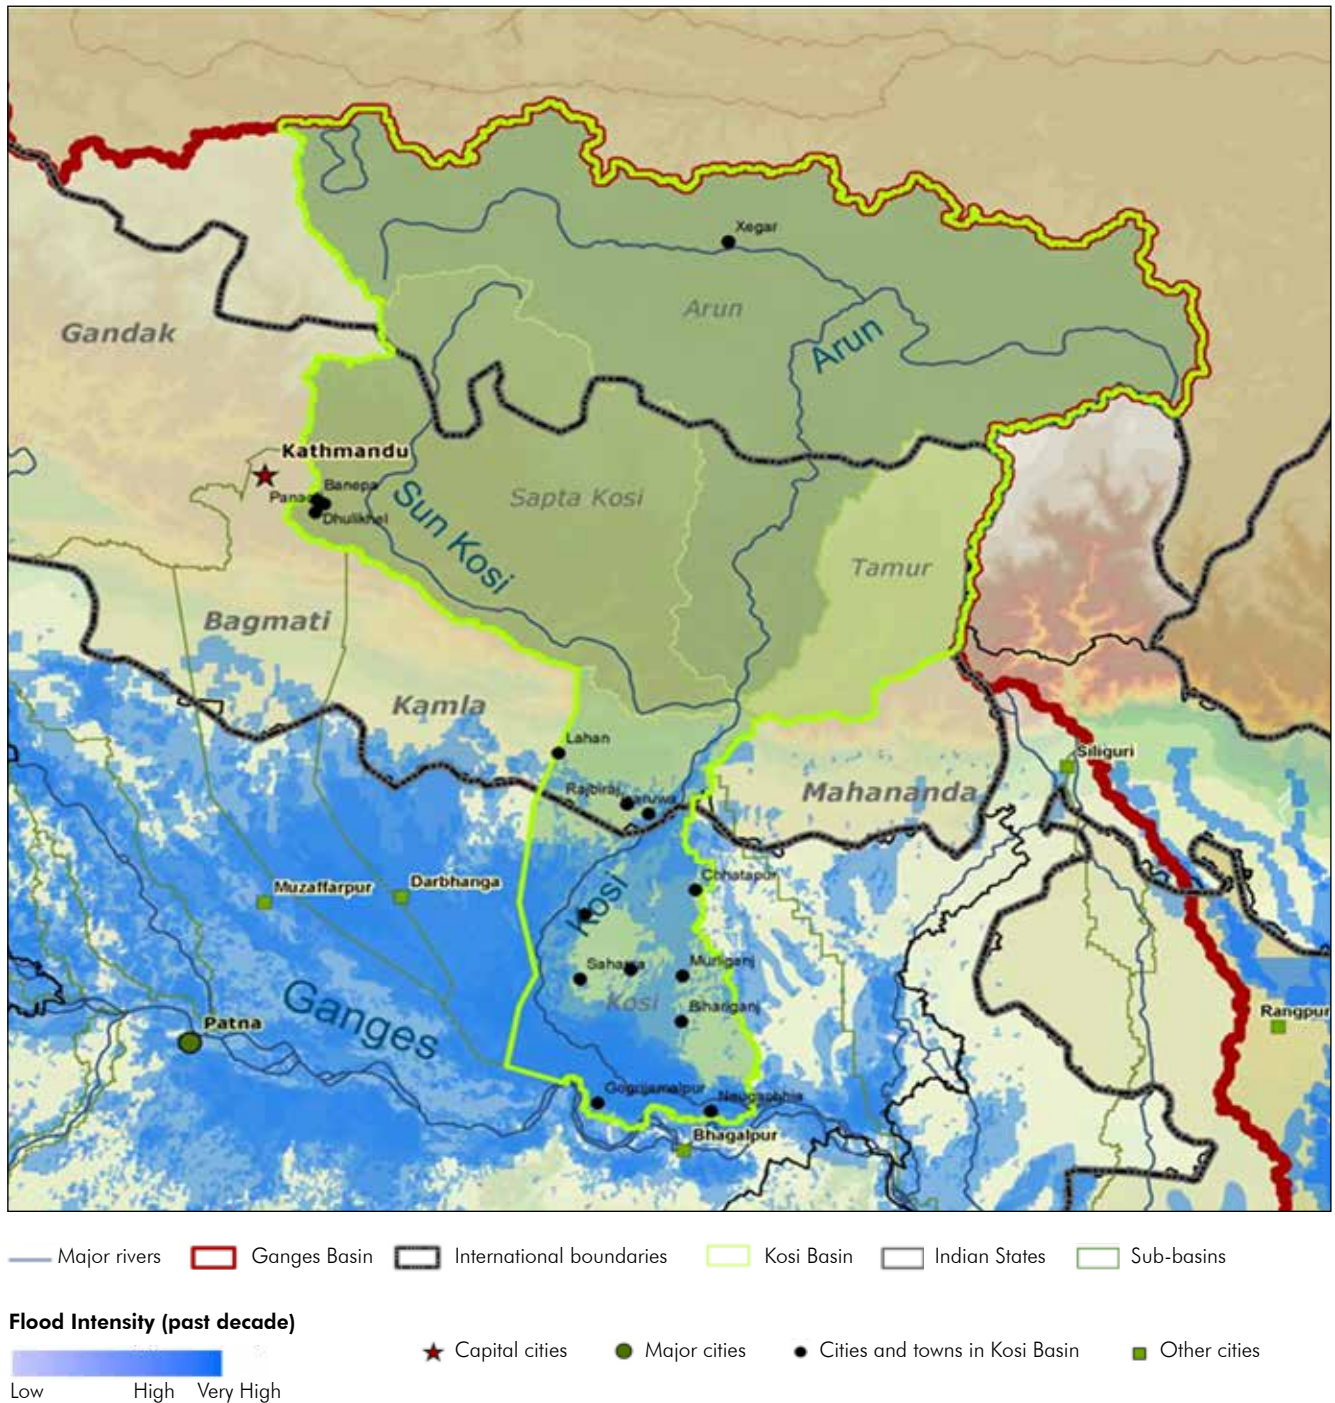 Xegar
Arun
Arun
Gandak
Kathmandu
Banepa
Dhulikhel
Sapta Kosi
Sun Kosi
Tamur
Bagmati
Kamla
Lahan
Siliguri
Mahananda
Rajbiraj
Chhatapur
Muzaffarpur
Darbhanga
Kosi
Murliganj
Kosi
Bihariganj
Ganges
Patna
Rangpur
Gogrijamalpur
Naugachhia
Bhagalpur
Major rivers
Ganges Basin
International boundaries
Kosi Basin
Indian States
Sub-basins
Flood Intensity (past decade)
Low
High
Very High
Capital cities
Major cities
Cities and towns in Kosi Basin
Other cities